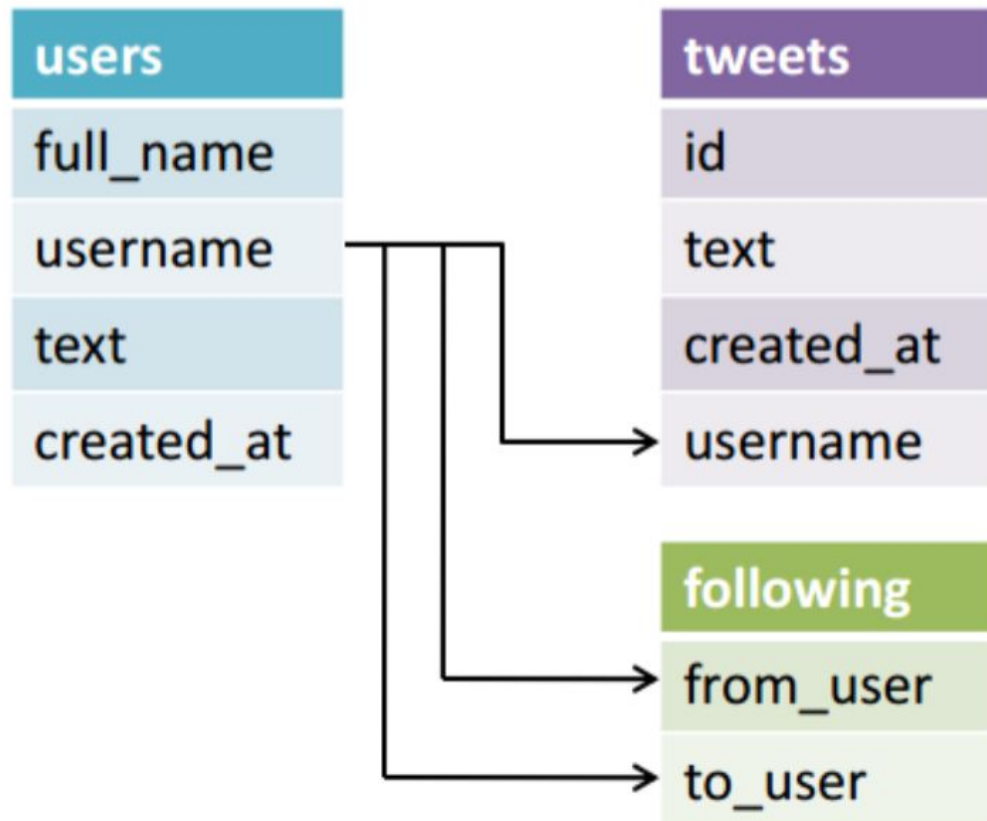 users
full_name
username
text
created_at
tweets
id
text
created_at
username
following
from_user
to_user